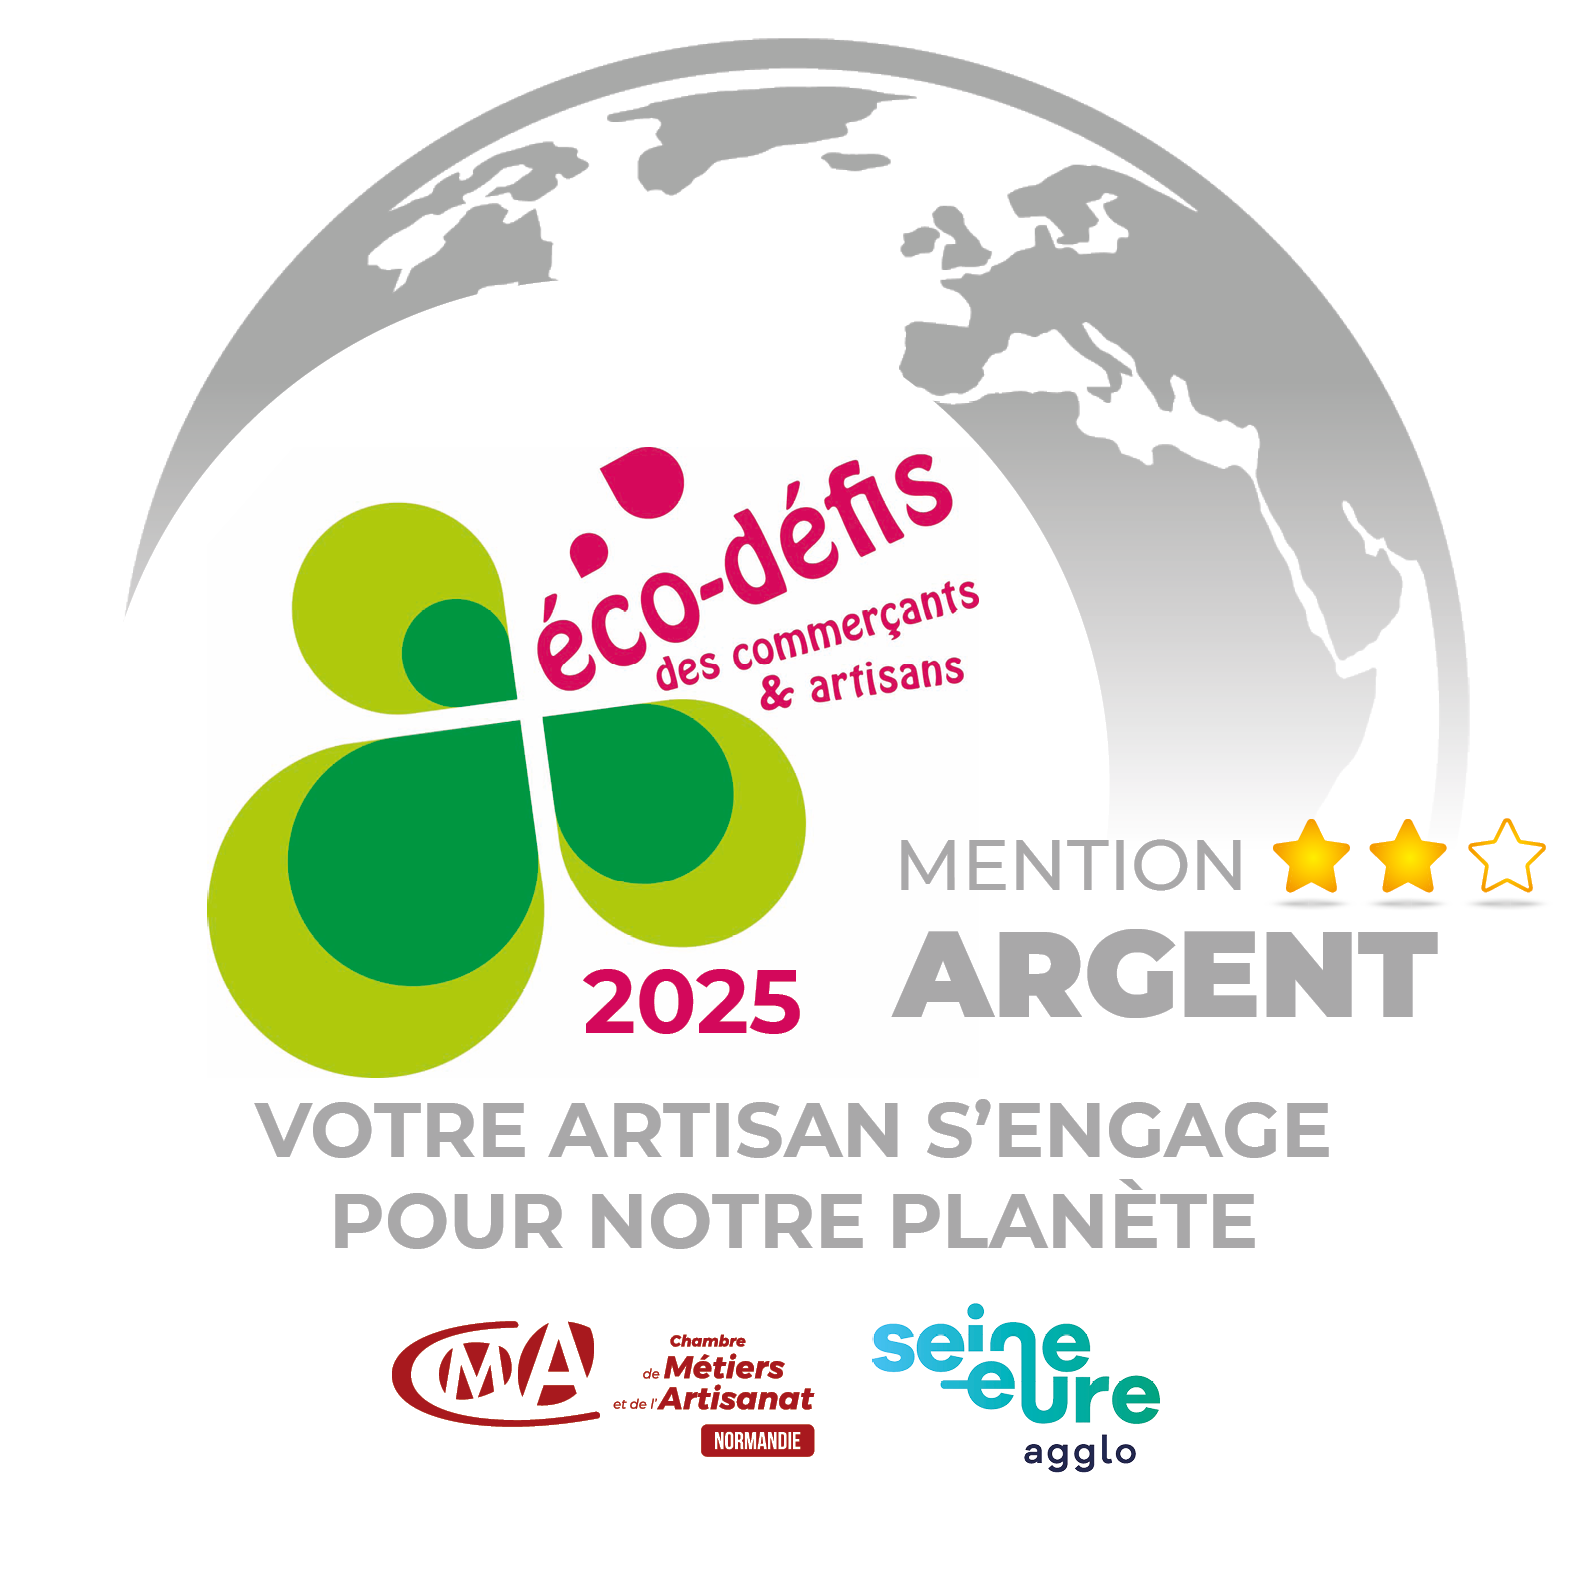 éco-défis
des commerçants
& artisans
MENTION
ARGENT
2025
VOTRE ARTISAN S’ENGAGE
POUR NOTRE PLANÈTE
CMA
Chambre
de Métiers
et de l'Artisanat
NORMANDIE
seine
eure
agglo